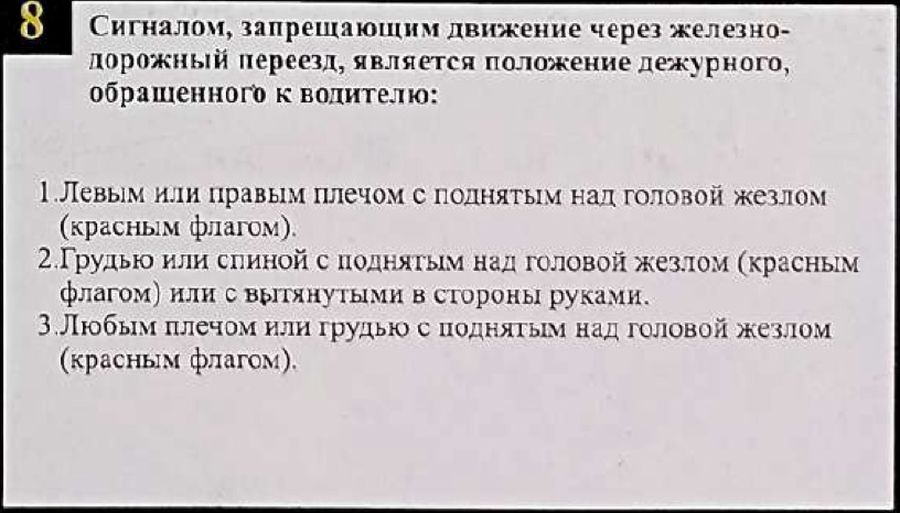 8
Сигналом, запрещающим движение через железно-
дорожный переезд, является положение дежурного,
обращенного к водителю:
1.Левым или правым плечом с поднятым над головой жезлом
(красным флагом).
2.Грудью или спиной с поднятым над головой жезлом (красным
флагом) или с вытянутыми в стороны руками.
3.Любым плечом или грудью с поднятым над головой жезлом
(красным флагом).